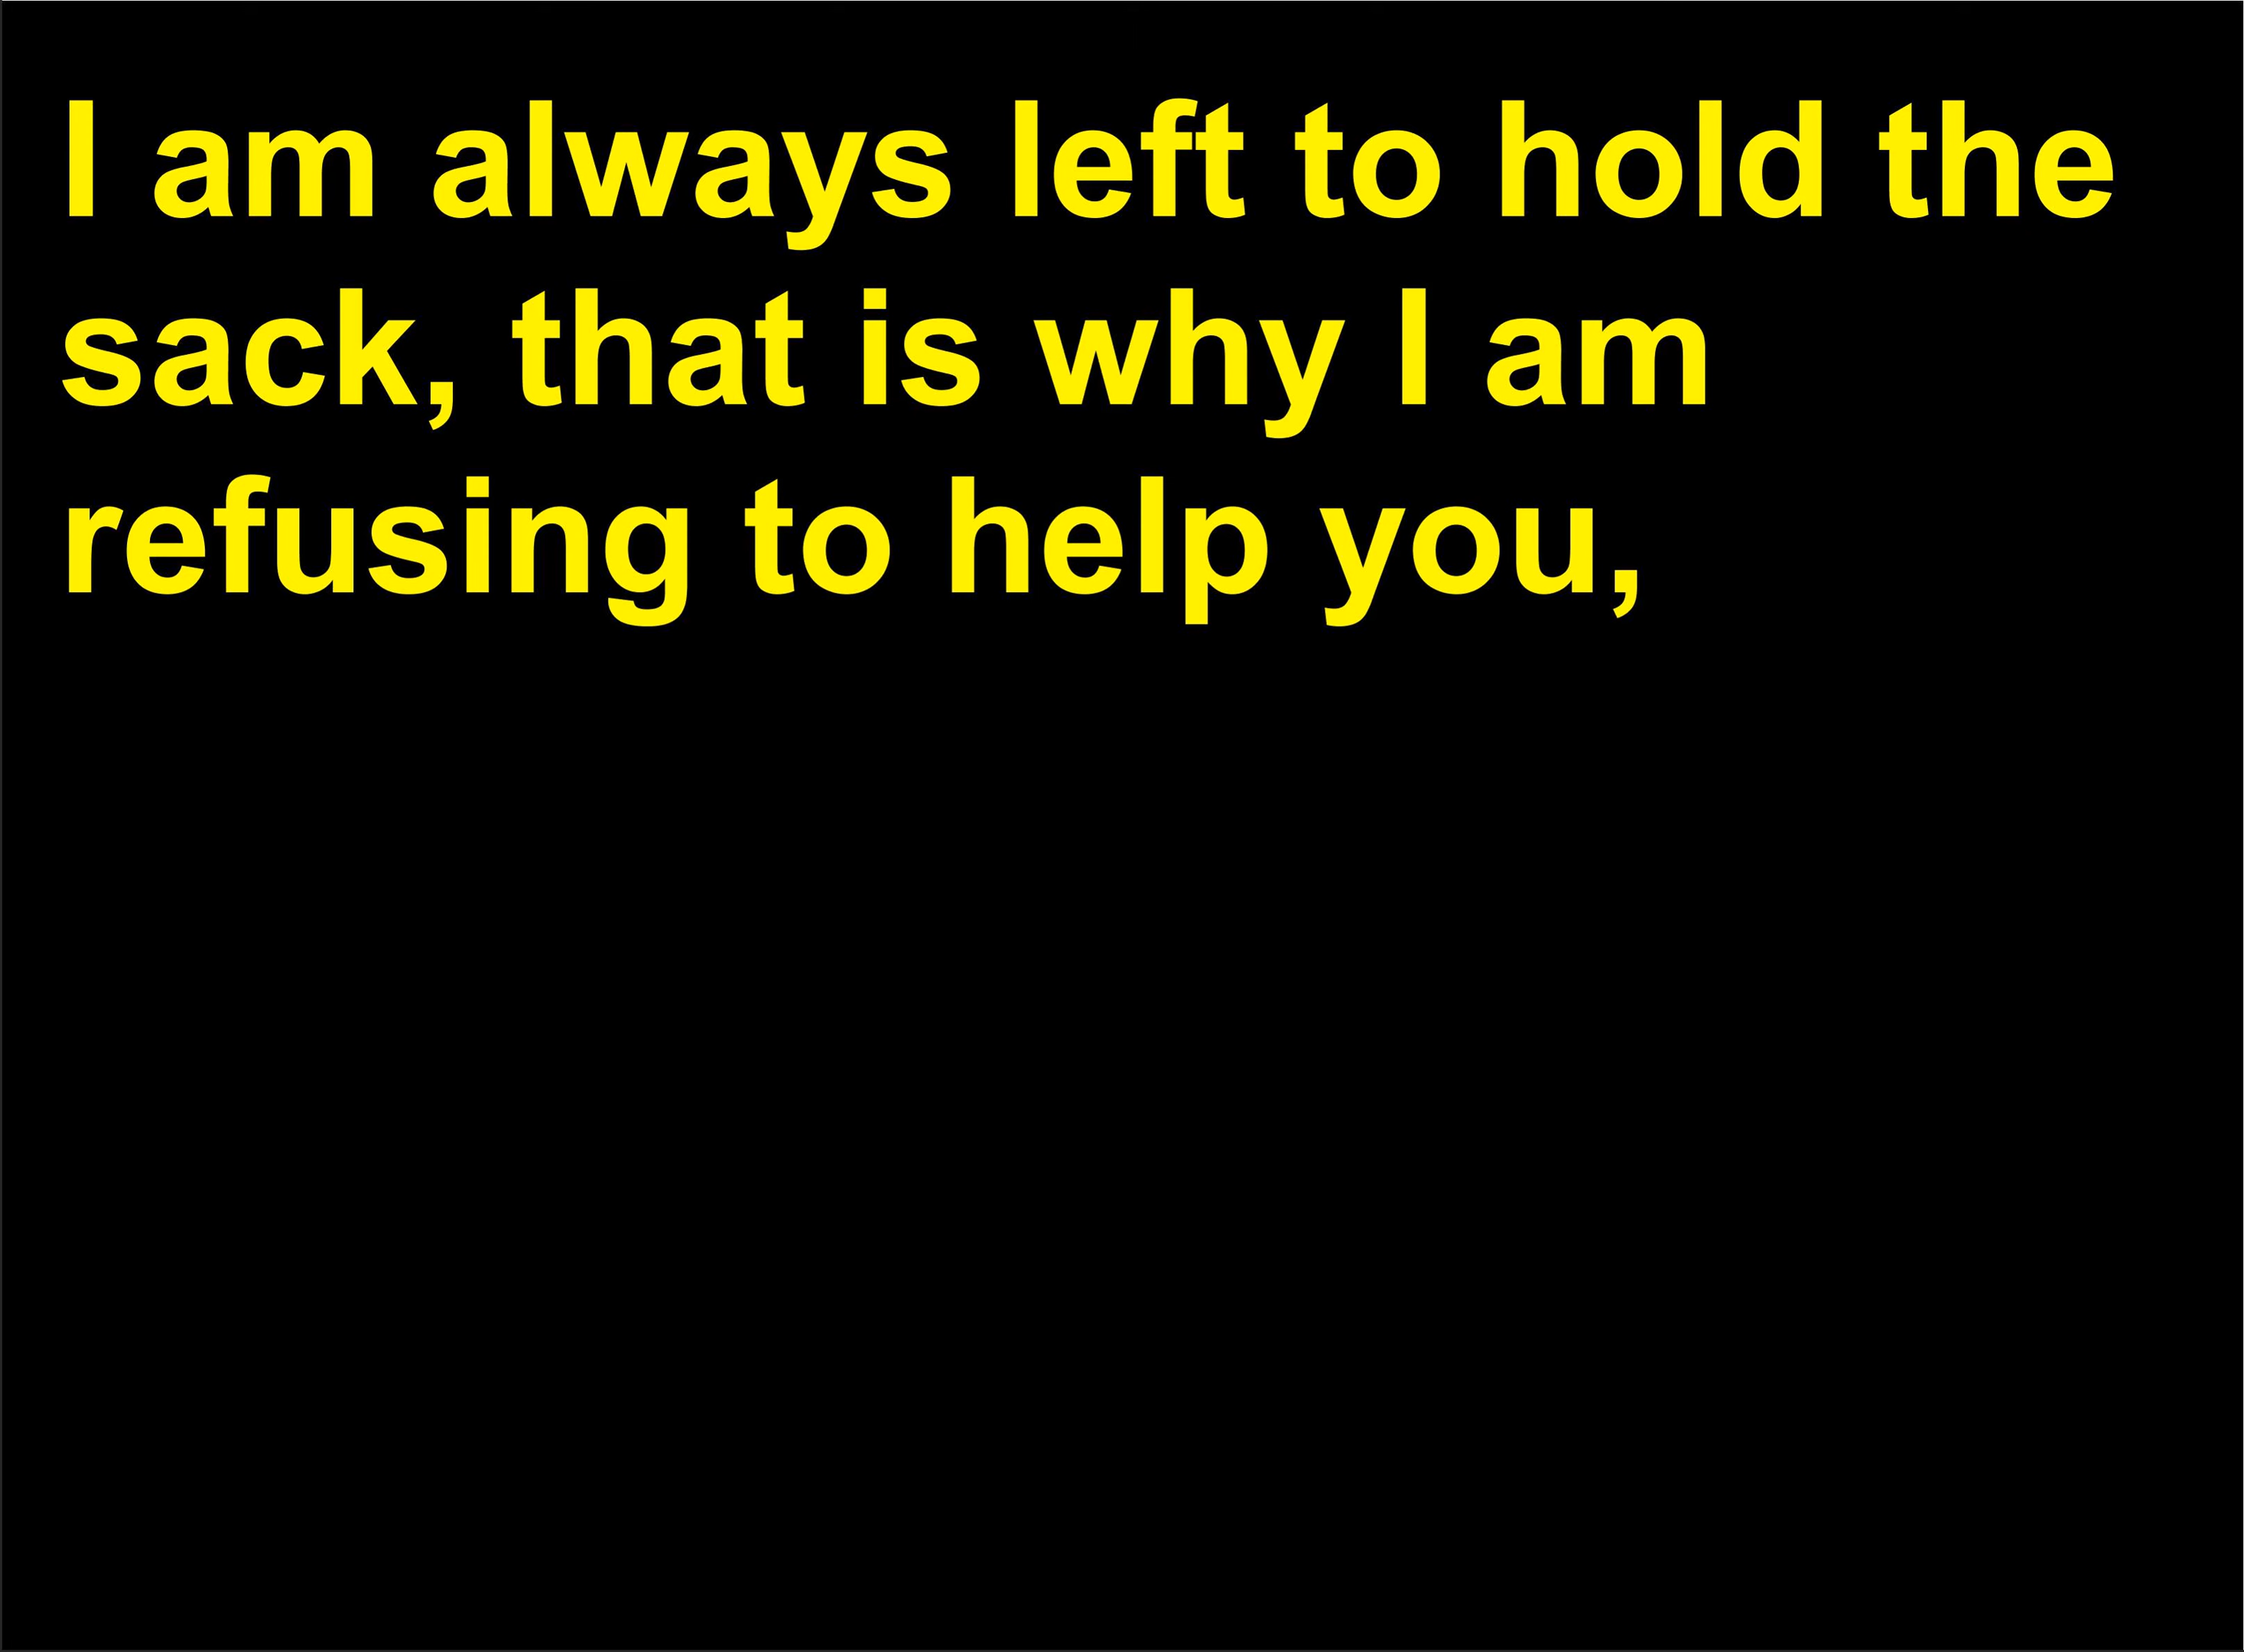 I am always left to hold the
sack, that is why I am
refusing to help you,